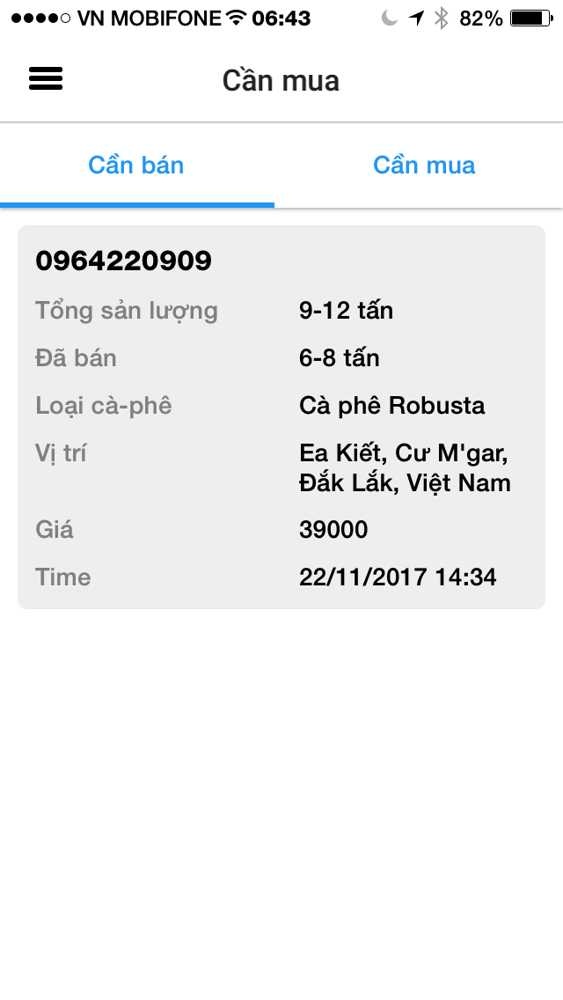 VN MOBIFONE 06:43 82%
Cần mua
Cần bán Cần mua
0964220909
Tổng sản lượng 9-12 tấn
Đã bán 6-8 tấn
Loại cà-phê Cà phê Robusta
Vị trí Ea Kiết, Cư M'gar,
Đắk Lắk, Việt Nam
Giá 39000
Time 22/11/2017 14:34